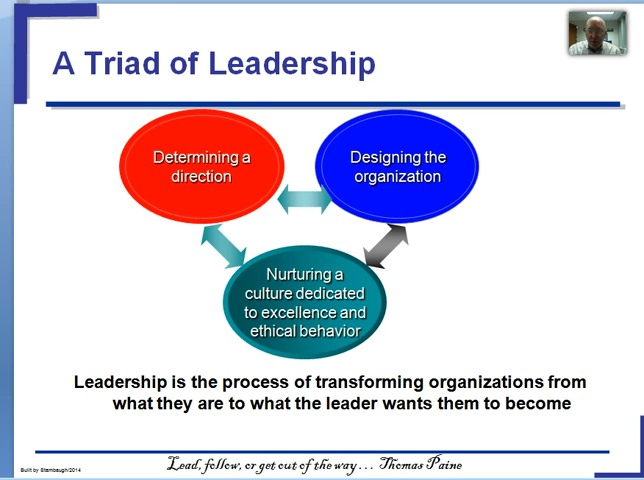 A Triad of Leadership
Determining a
direction
Designing the
organization
Nurturing a
culture dedicated
to excellence and
ethical behavior
Leadership is the process of transforming organizations from
what they are to what the leader wants them to become
Built by Stambaugh/2014
Lead, follow, or get out of the way . . . Thomas Paine